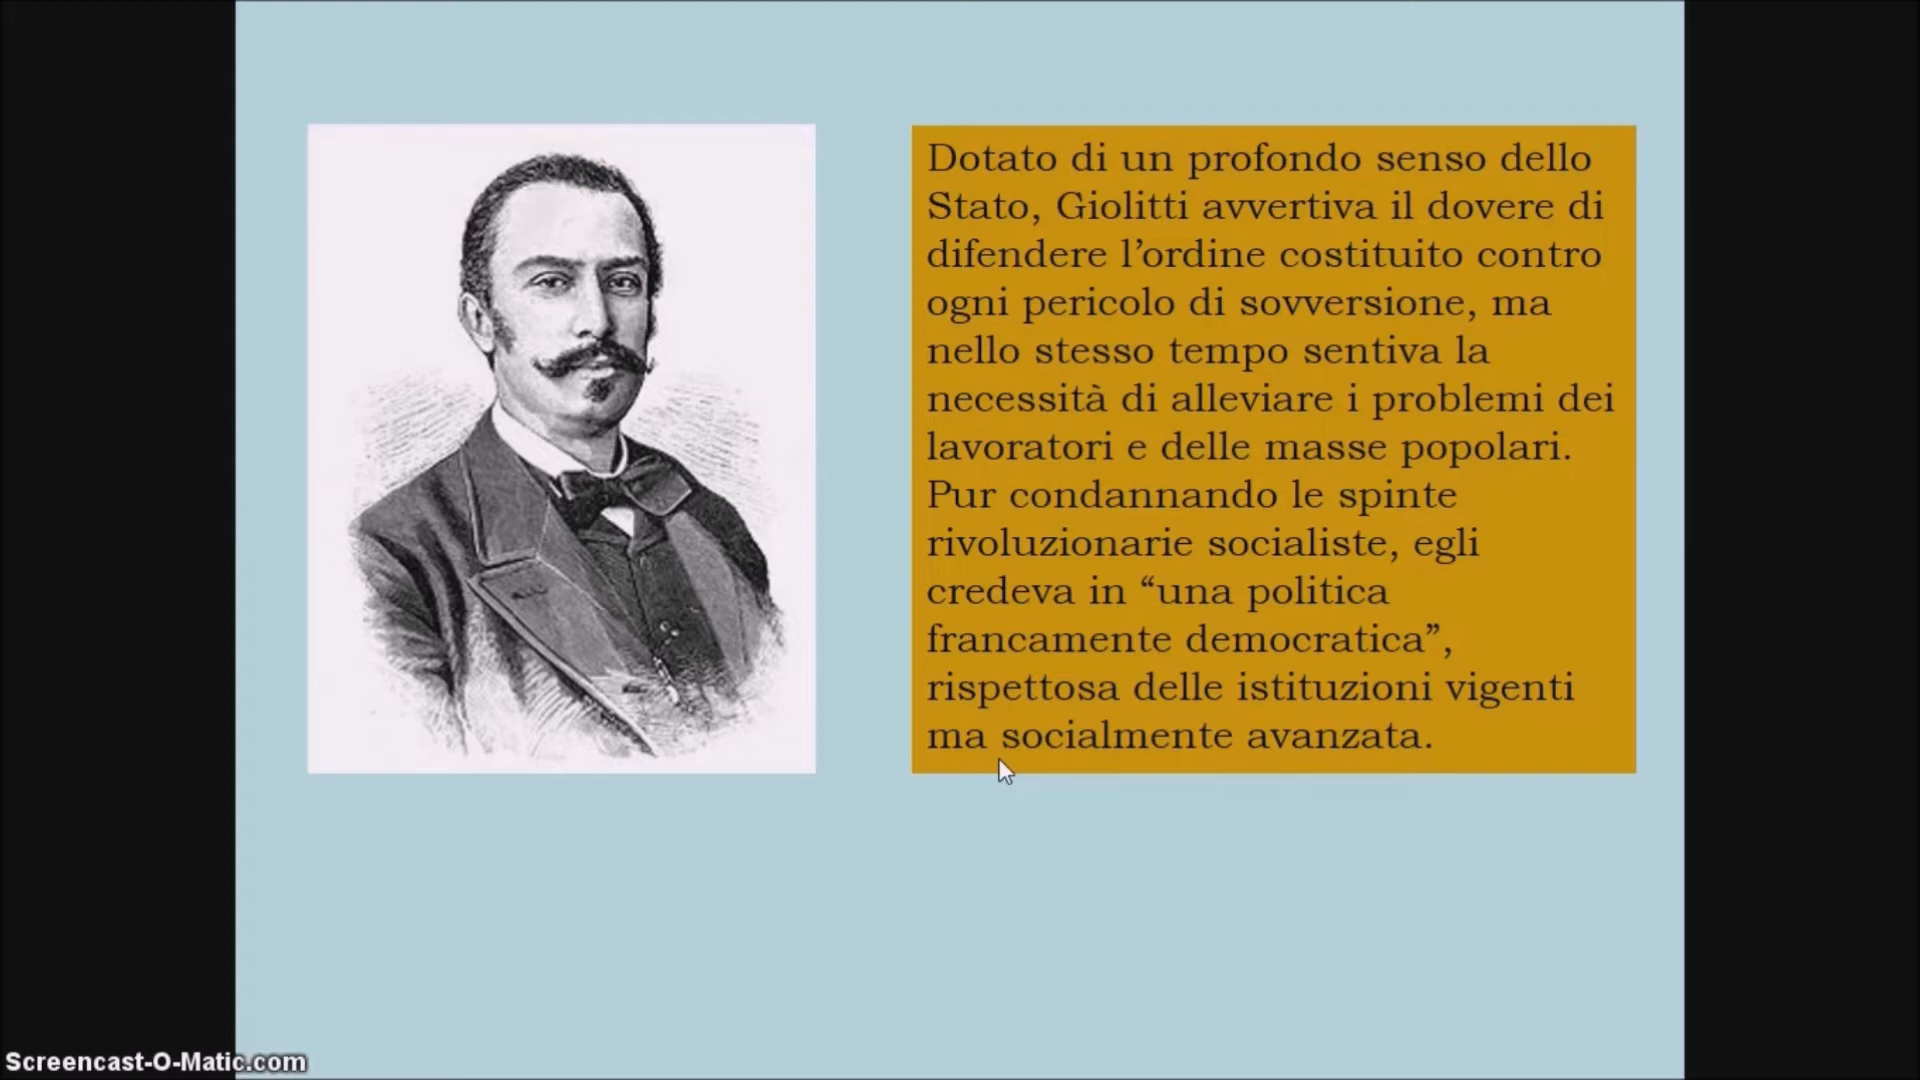 Dotato di un profondo senso dello
Stato, Giolitti avvertiva il dovere di
difendere l’ordine costituito contro
ogni pericolo di sovversione, ma
nello stesso tempo sentiva la
necessità di alleviare i problemi dei
lavoratori e delle masse popolari.
Pur condannando le spinte
rivoluzionarie socialiste, egli
credeva in “una politica
francamente democratica”,
rispettosa delle istituzioni vigenti
ma socialmente avanzata.
Screencast-O-Matic.com